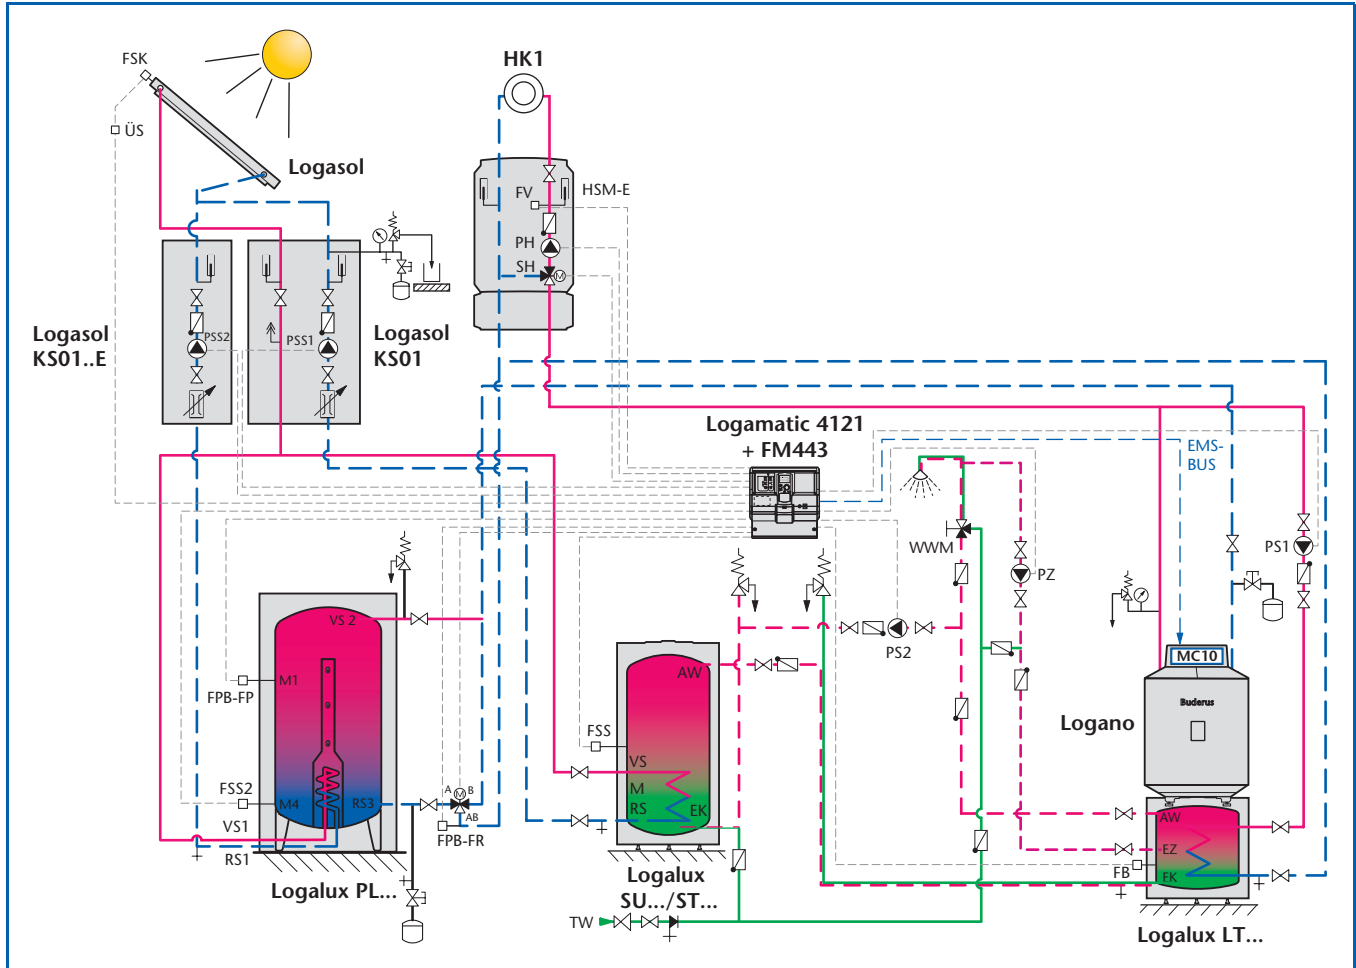 FSK
HK1
ÜS
Logasol
FV
HSM-E
PH
SH
M
Logasol
KS01..E
PSS2
PSS1
Logasol
KS01
Logamatic 4121
+ FM443
EMS-
BUS
WWM
PZ
PS1
VS 2
PS2
MC10
Buderus
AW
M1
FPB-FP
Logano
FSS
VS
M
RS
EK
FSS2
M4
RS3
A
M
B
AB
VS1
FPB-FR
RS1
AW
EZ
FB
EK
Logalux PL...
Logalux
SU.../ST...
TW
Logalux LT...